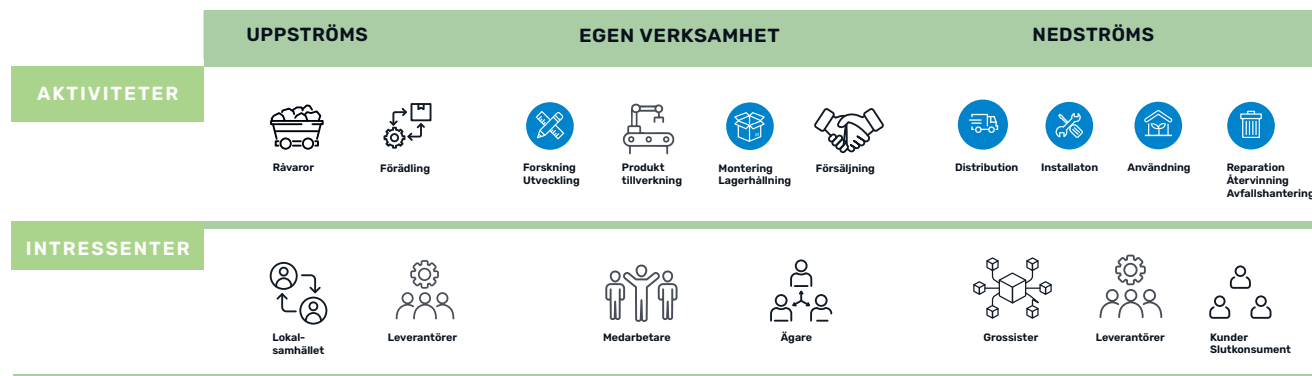 UPPSTRÖMS
EGEN VERKSAMHET
NEDSTRÖMS
AKTIVITETER
Råvaror
Förädling
Forskning
Utveckling
Produkt
tillverkning
Montering
Lagerhållning
Försäljning
Distribution
Installaton
Användning
Reparation
Återvinning
Avfallshantering
INTRESSENTER
Lokal-
samhället
Leverantörer
Medarbetare
Ägare
Grossister
Leverantörer
Kunder
Slutkonsument